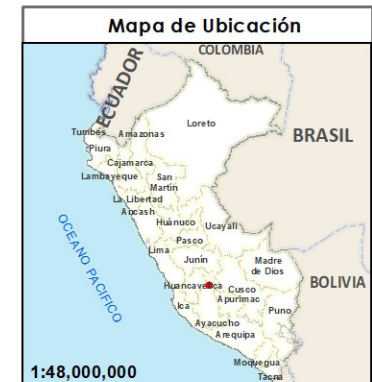 Mapa de Ubicación
COLOMBIA
ECUADOR
Loreto
BRASIL
Tumbes
Amazonas
Piura
Cajamarca
Lambayeque
San
Martin
La Libertad
Ancash
Huánuco
Ucayali
OCEANO PACIFICO
Pasco
Lima
Junín
Madre
de Dios
Huancavelica
Cusco
BOLIVIA
Apurimac
Ica
Puno
Ayacucho
Arequipa
Moquegua
1:48,000,000
Tacna